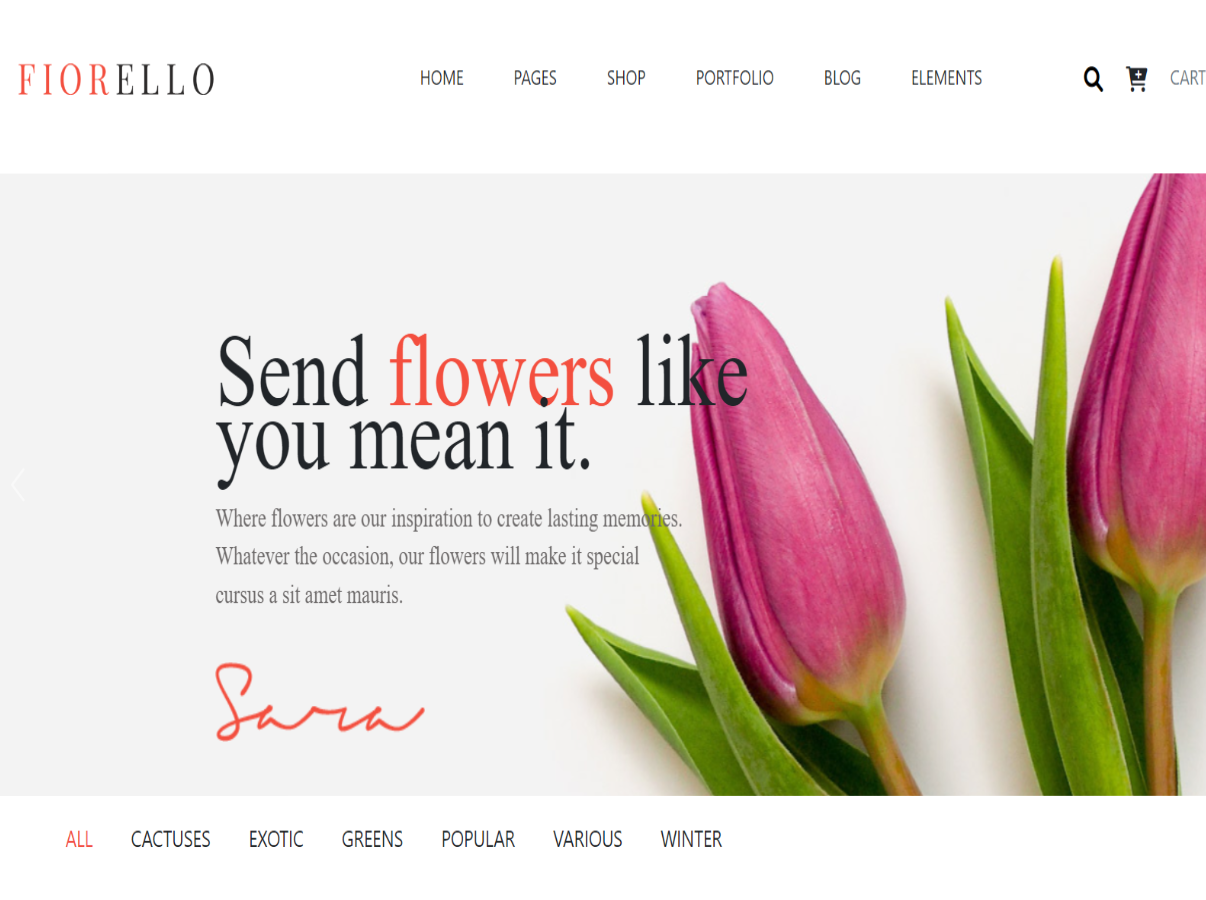 FIORELLO
HOME PAGES SHOP PORTFOLIO BLOG ELEMENTS CART
Send flowers like
you mean it.
Where flowers are our inspiration to create lasting memories.
Whatever the occasion, our flowers will make it special
cursus a sit amet mauris.
Sara
ALL CACTUSES EXOTIC GREENS POPULAR VARIOUS WINTER